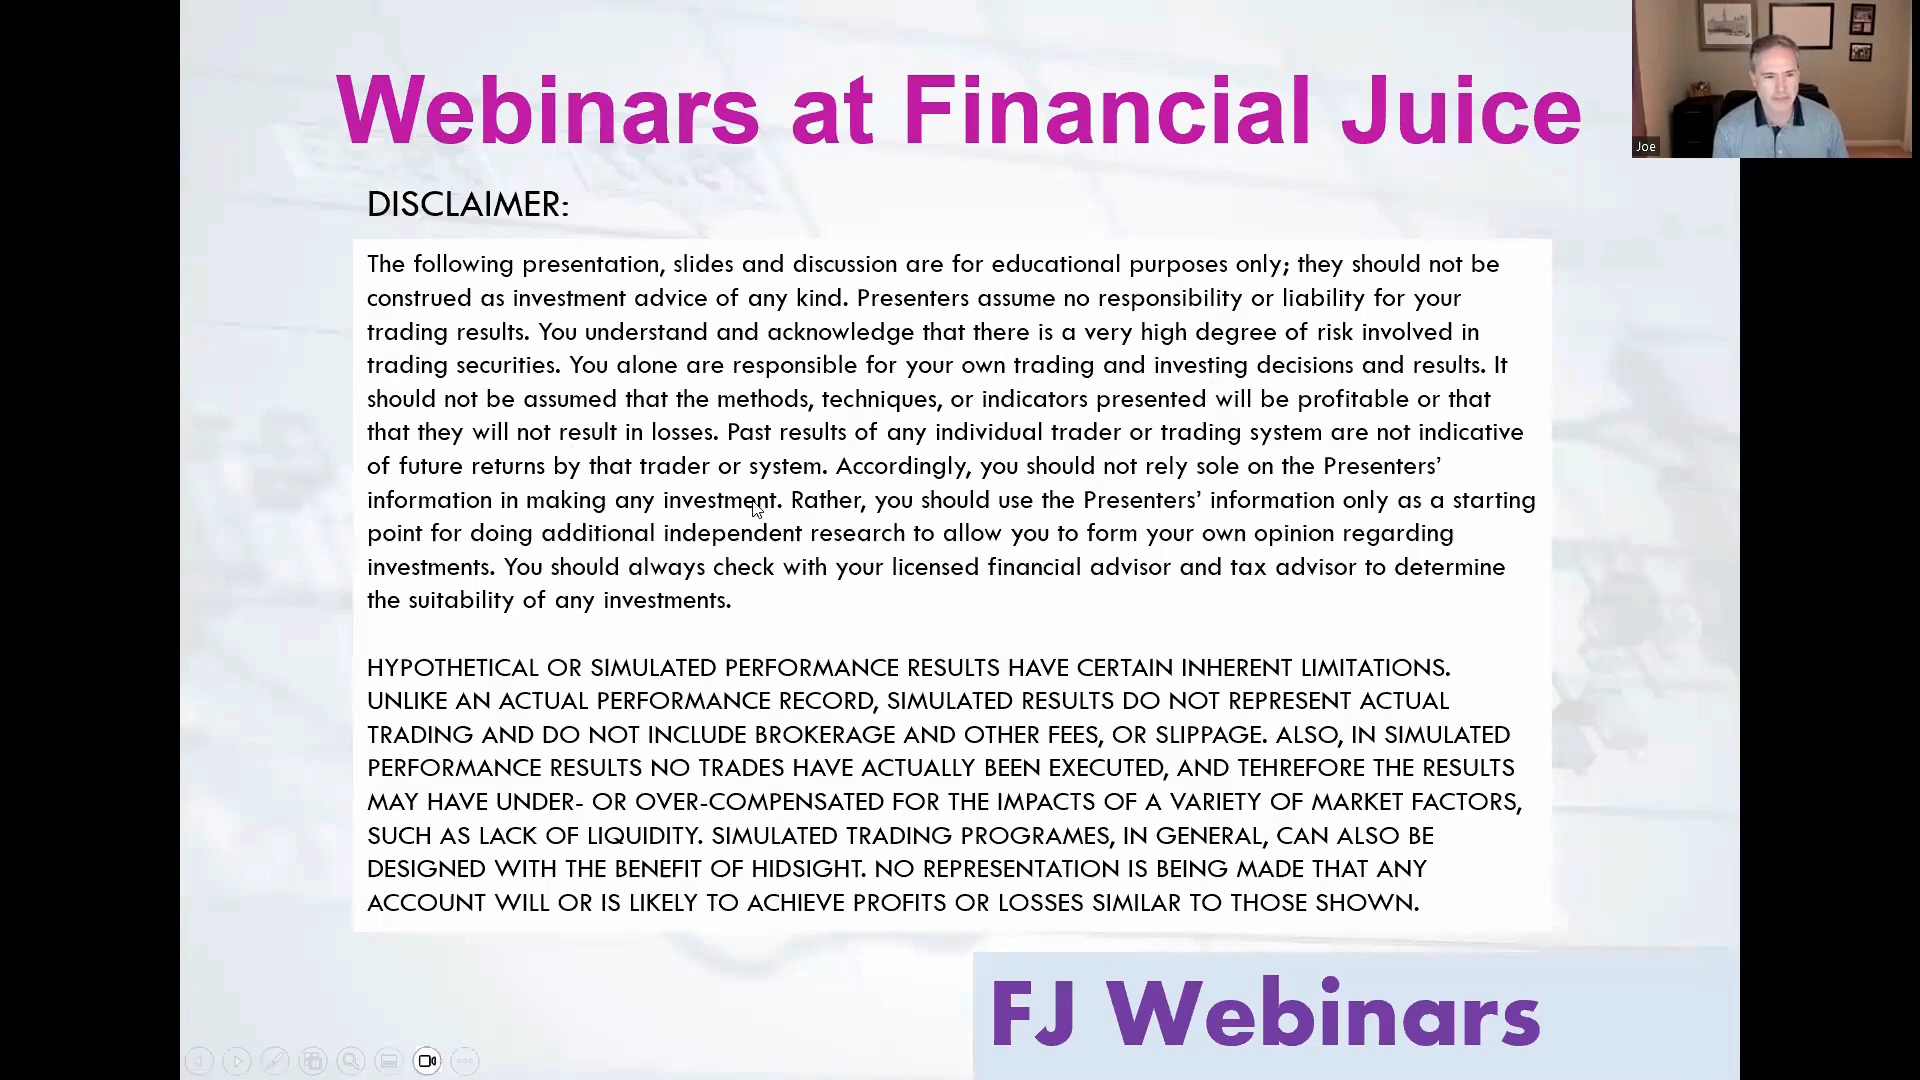 Webinars at Financial Juice
Joe
DISCLAIMER:
The following presentation, slides and discussion are for educational purposes only; they should not be
construed as investment advice of any kind. Presenters assume no responsibility or liability for your
trading results. You understand and acknowledge that there is a very high degree of risk involved in
trading securities. You alone are responsible for your own trading and investing decisions and results. It
should not be assumed that the methods, techniques, or indicators presented will be profitable or that
that they will not result in losses. Past results of any individual trader or trading system are not indicative
of future returns by that trader or system. Accordingly, you should not rely sole on the Presenters’
information in making any investment. Rather, you should use the Presenters’ information only as a starting
point for doing additional independent research to allow you to form your own opinion regarding
investments. You should always check with your licensed financial advisor and tax advisor to determine
the suitability of any investments.
HYPOTHETICAL OR SIMULATED PERFORMANCE RESULTS HAVE CERTAIN INHERENT LIMITATIONS.
UNLIKE AN ACTUAL PERFORMANCE RECORD, SIMULATED RESULTS DO NOT REPRESENT ACTUAL
TRADING AND DO NOT INCLUDE BROKERAGE AND OTHER FEES, OR SLIPPAGE. ALSO, IN SIMULATED
PERFORMANCE RESULTS NO TRADES HAVE ACTUALLY BEEN EXECUTED, AND TEHREFORE THE RESULTS
MAY HAVE UNDER- OR OVER-COMPENSATED FOR THE IMPACTS OF A VARIETY OF MARKET FACTORS,
SUCH AS LACK OF LIQUIDITY. SIMULATED TRADING PROGRAMES, IN GENERAL, CAN ALSO BE
DESIGNED WITH THE BENEFIT OF HIDSIGHT. NO REPRESENTATION IS BEING MADE THAT ANY
ACCOUNT WILL OR IS LIKELY TO ACHIEVE PROFITS OR LOSSES SIMILAR TO THOSE SHOWN.
FJ Webinars